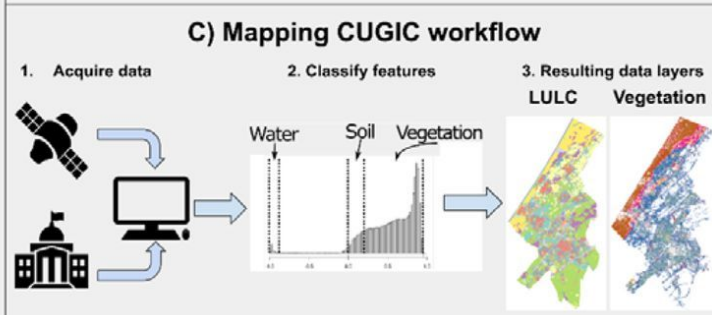 C) Mapping CUGIC workflow
1. Acquire data
2. Classify features
3. Resulting data layers
LULC Vegetation
Water Soil Vegetation